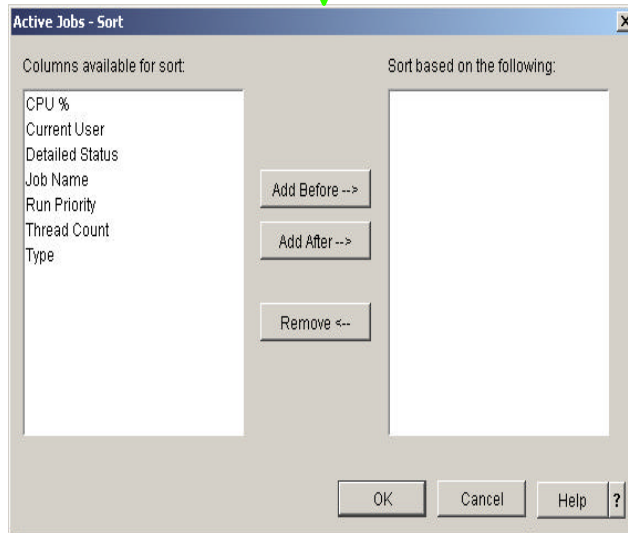 Active Jobs - Sort
Columns available for sort:
Sort based on the following:
CPU %
Current User
Detailed Status
Job Name
Run Priority
Thread Count
Type
Add Before -->
Add After -->
Remove <--
OK
Cancel
Help
?